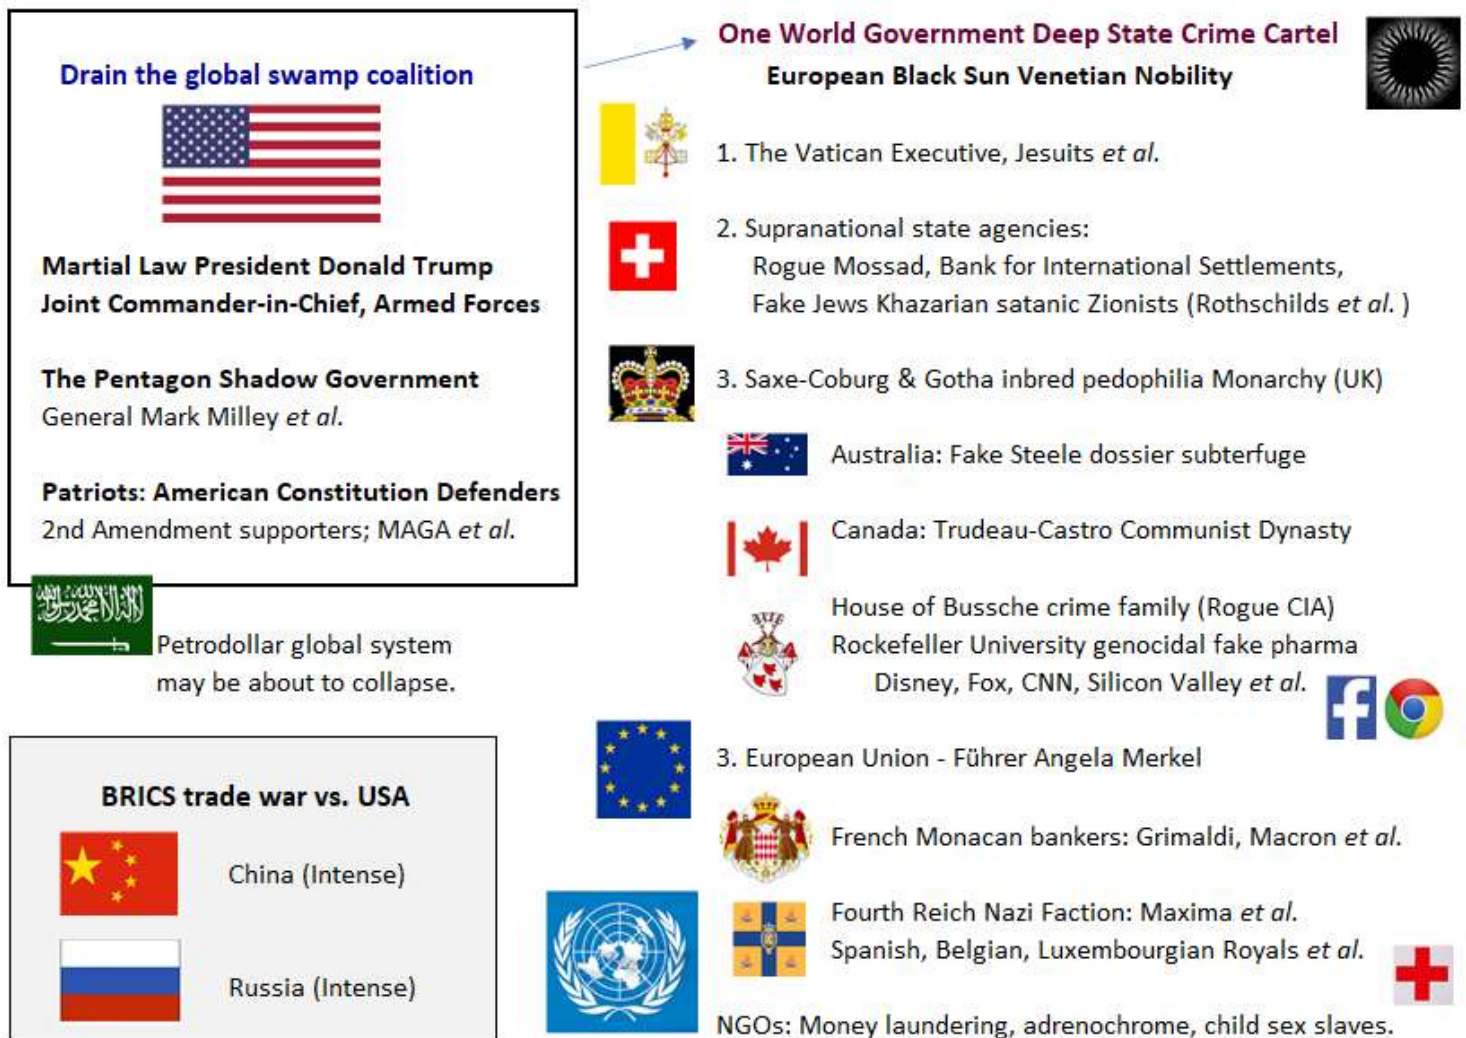 Drain the global swamp coalition
Martial Law President Donald Trump
Joint Commander-in-Chief, Armed Forces
The Pentagon Shadow Government
General Mark Milley et al.
Patriots: American Constitution Defenders
2nd Amendment supporters; MAGA et al.
Petrodollar global system
may be about to collapse.
BRICS trade war vs. USA
China (Intense)
Russia (Intense)
One World Government Deep State Crime Cartel
European Black Sun Venetian Nobility
1. The Vatican Executive, Jesuits et al.
2. Supranational state agencies:
Rogue Mossad, Bank for International Settlements,
Fake Jews Khazarian satanic Zionists (Rothschilds et al. )
3. Saxe-Coburg & Gotha inbred pedophilia Monarchy (UK)
Australia: Fake Steele dossier subterfuge
Canada: Trudeau-Castro Communist Dynasty
House of Bussche crime family (Rogue CIA)
Rockefeller University genocidal fake pharma
Disney, Fox, CNN, Silicon Valley et al.
3. European Union - Führer Angela Merkel
French Monacan bankers: Grimaldi, Macron et al.
Fourth Reich Nazi Faction: Maxima et al.
Spanish, Belgian, Luxembourgian Royals et al.
NGOs: Money laundering, adrenochrome, child sex slaves.